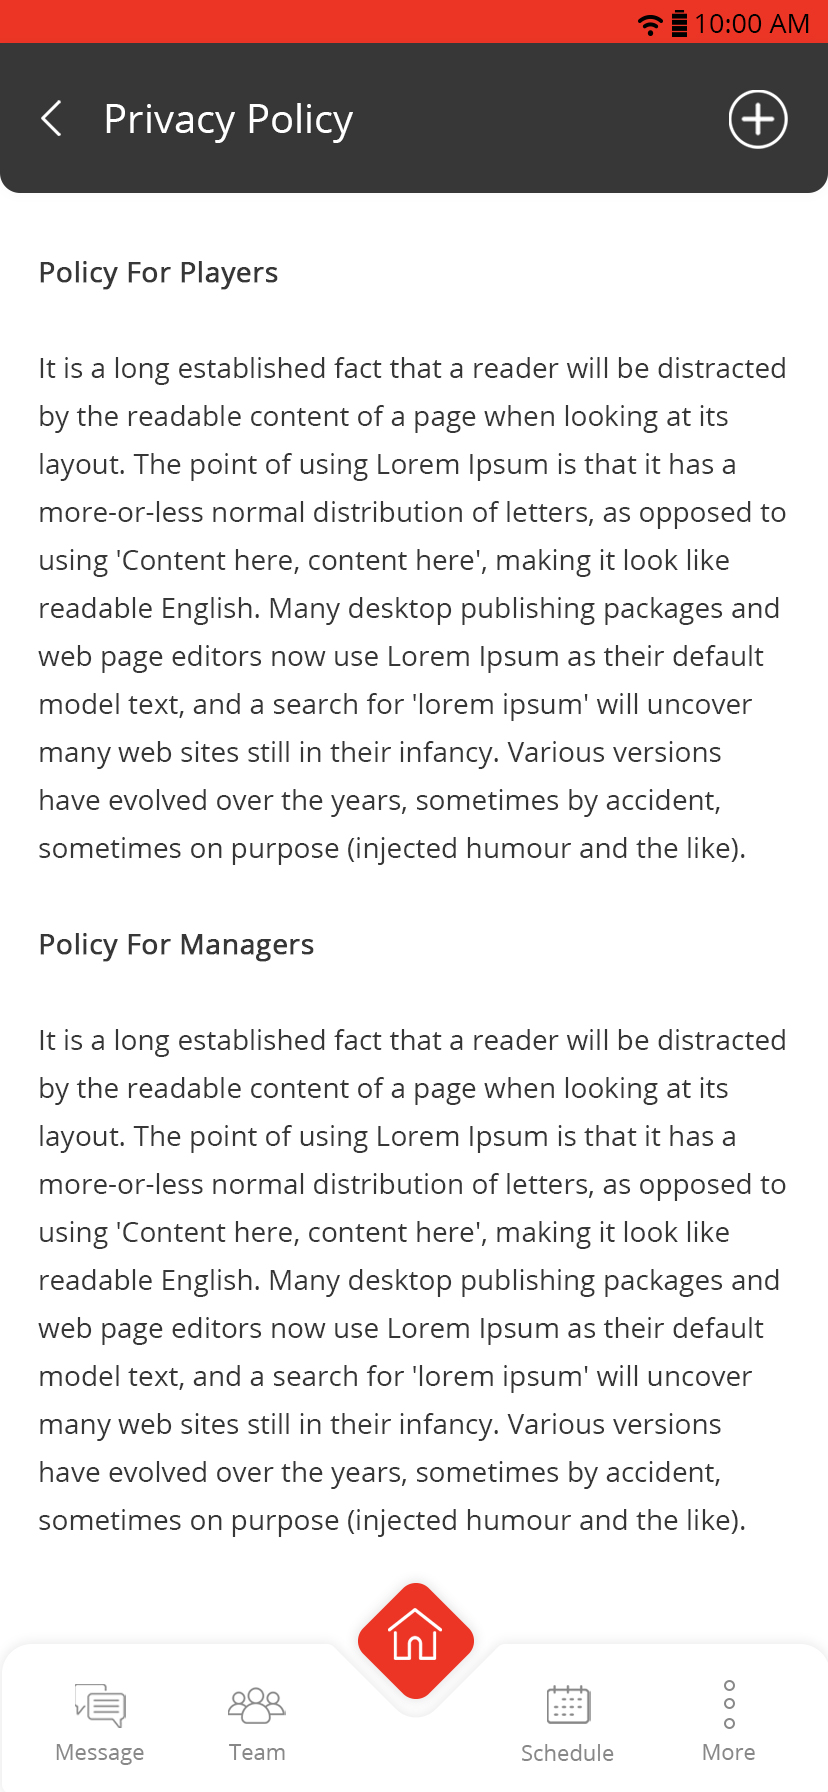 10:00 AM
Privacy Policy
Policy For Players
It is a long established fact that a reader will be distracted
by the readable content of a page when looking at its
layout. The point of using Lorem Ipsum is that it has a
more-or-less normal distribution of letters, as opposed to
using 'Content here, content here', making it look like
readable English. Many desktop publishing packages and
web page editors now use Lorem Ipsum as their default
model text, and a search for 'lorem ipsum' will uncover
many web sites still in their infancy. Various versions
have evolved over the years, sometimes by accident,
sometimes on purpose (injected humour and the like).
Policy For Managers
It is a long established fact that a reader will be distracted
by the readable content of a page when looking at its
layout. The point of using Lorem Ipsum is that it has a
more-or-less normal distribution of letters, as opposed to
using 'Content here, content here', making it look like
readable English. Many desktop publishing packages and
web page editors now use Lorem Ipsum as their default
model text, and a search for 'lorem ipsum' will uncover
many web sites still in their infancy. Various versions
have evolved over the years, sometimes by accident,
sometimes on purpose (injected humour and the like).
Message
Team
Schedule
More